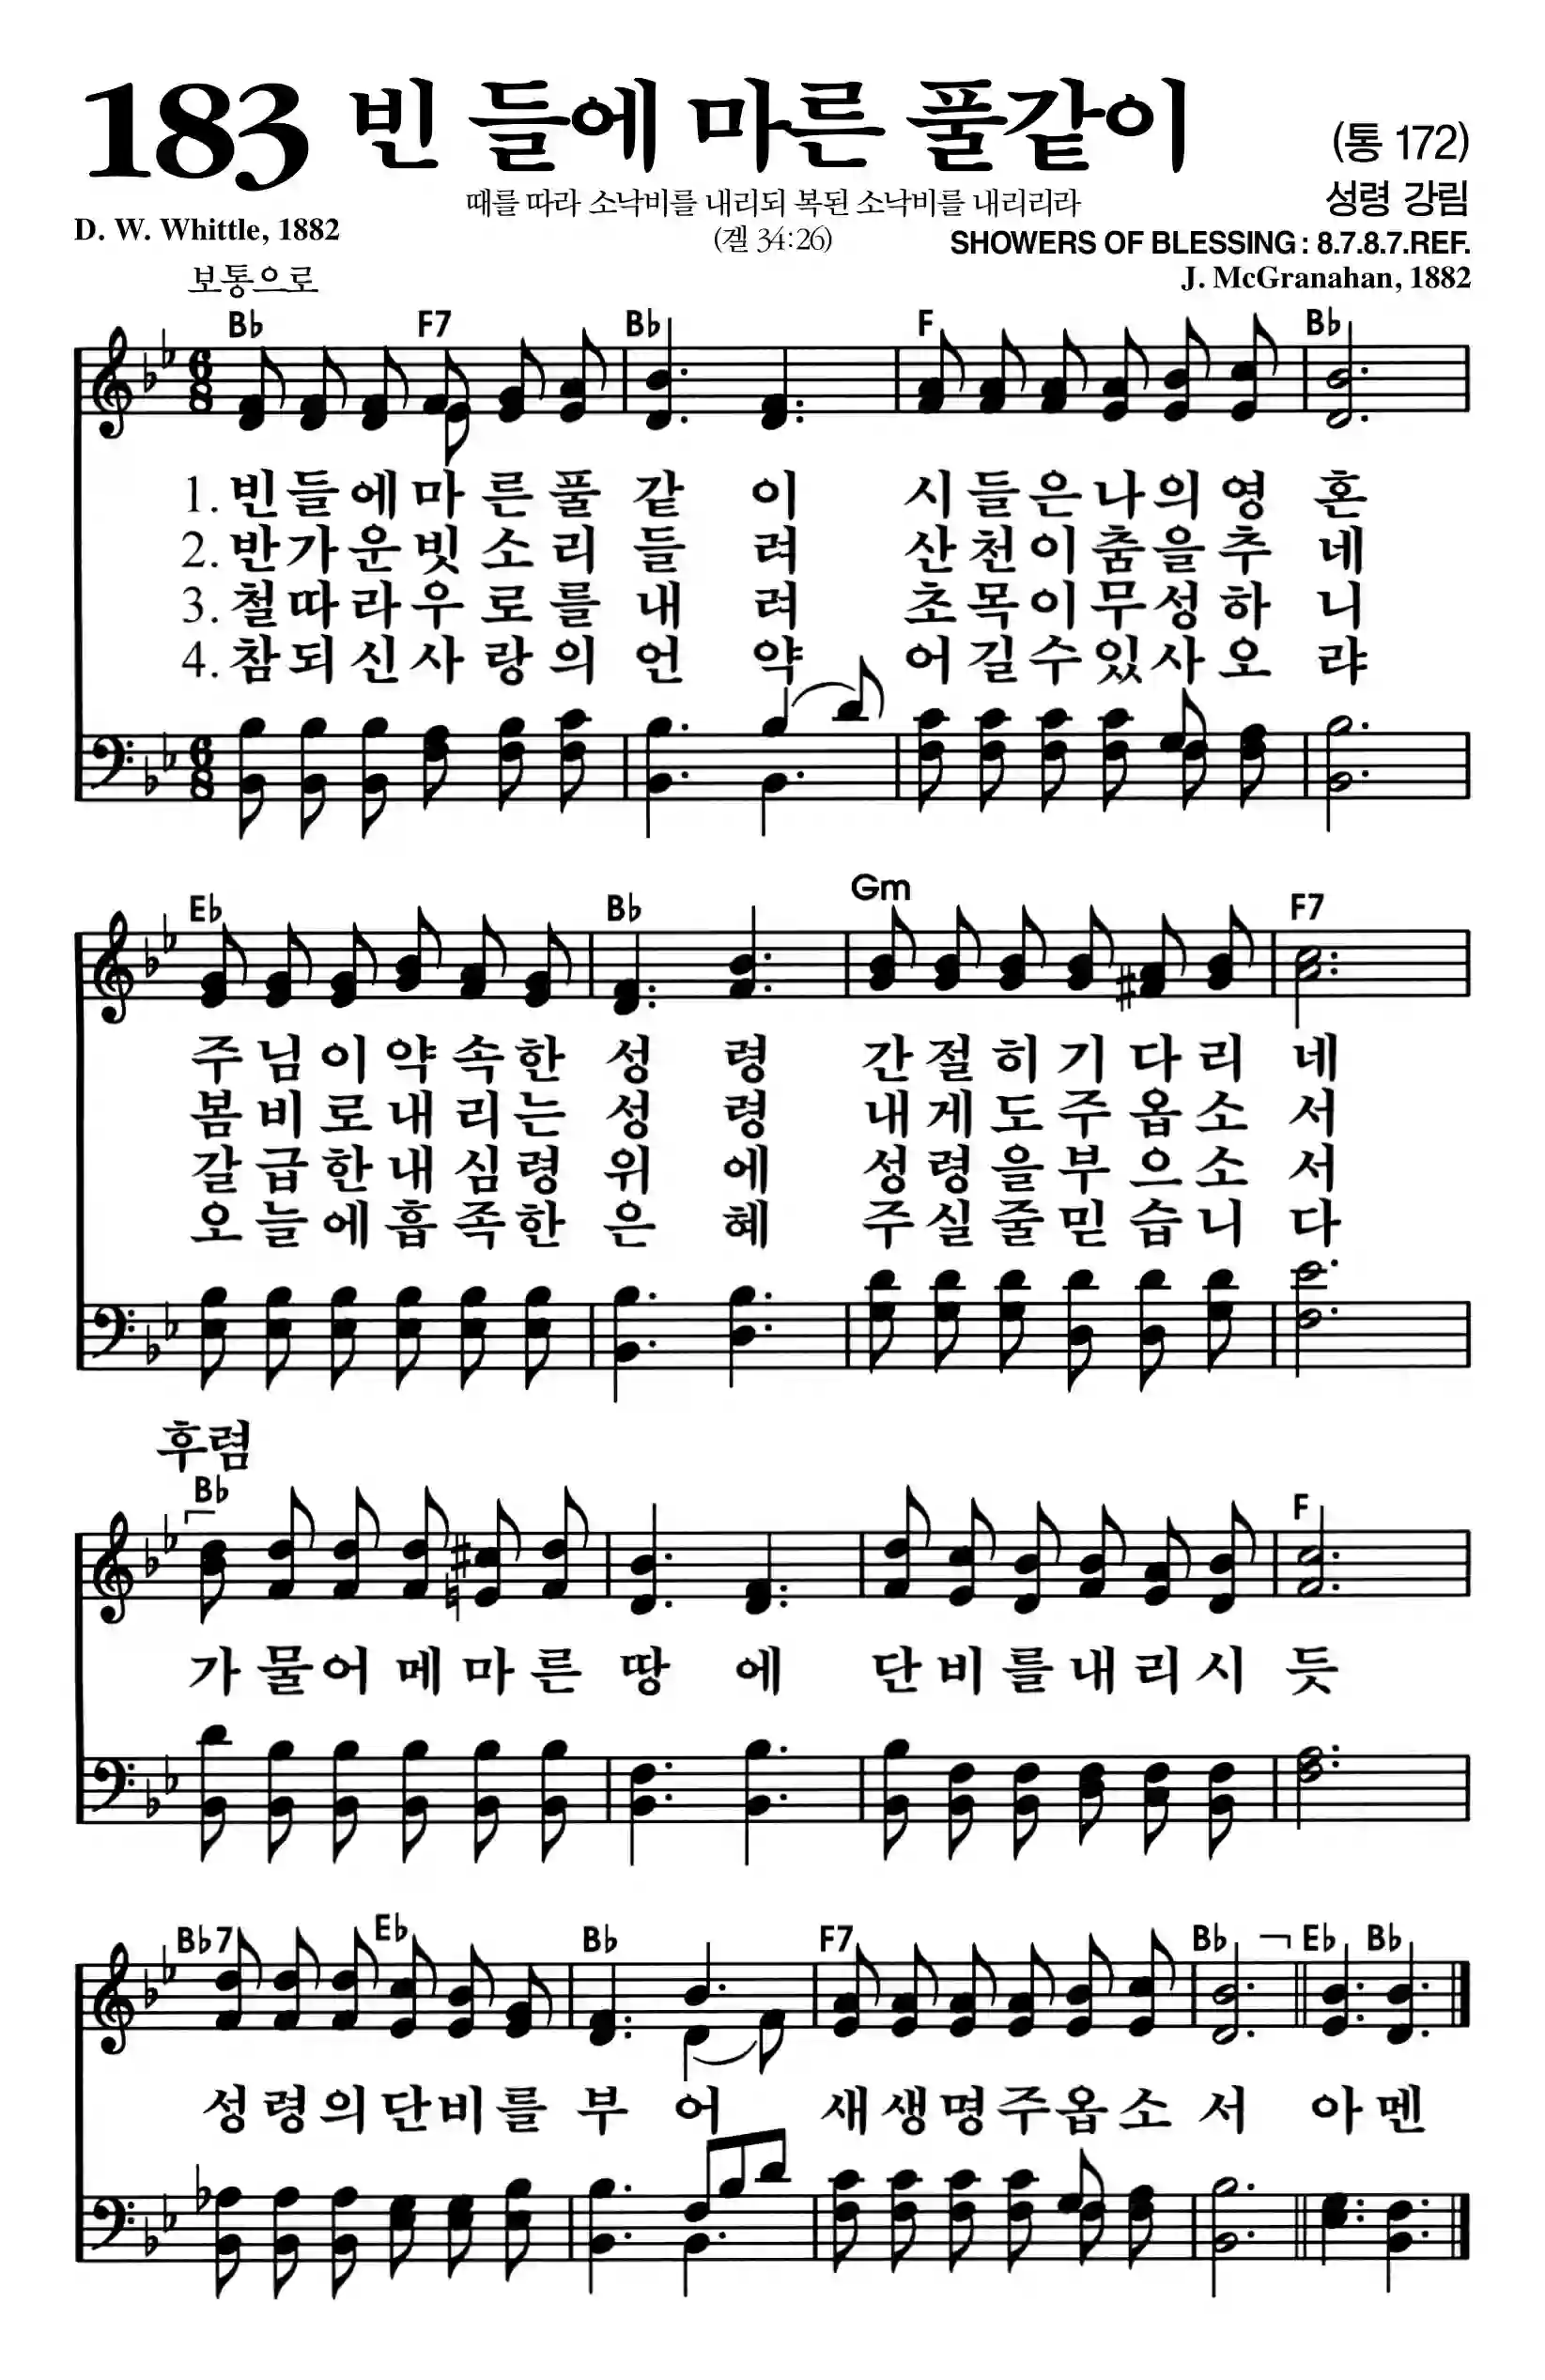 183 빈 들에 마른 풀같이 (통 172)
때를 따라 소낙비를 내리되 복된 소낙비를 내리리라 성령 강림
D. W. Whittle, 1882 (겔 34:26) SHOWERS OF BLESSING : 8.7.8.7.REF.
보통으로 J. McGranahan, 1882
B♭ F7 B♭ F B♭
6 8
1. 빈들에마른풀 같 이 시들은나의영 혼
2. 반가운빗소리 들 려 산천이춤을추 네
3. 철따라우로를 내 려 초목이무성하 니
4. 참되신사랑의 언 약 어길수있사오 랴
6 8
E♭ B♭ Gm F7
주님이약속한 성 령 간절히기다리 네
봄비로내리는 성 령 내게도주옵소 서
갈급한내심령 위 에 성령을부으소 서
오늘에흡족한 은 혜 주실줄믿습니 다
후렴
B♭ F
가물어메마른 땅 에 단비를내리시 듯
B♭7 E♭ B♭ F7 B♭ E♭ B♭
성령의단비를 부 어 새생명주옵소 서 아멘